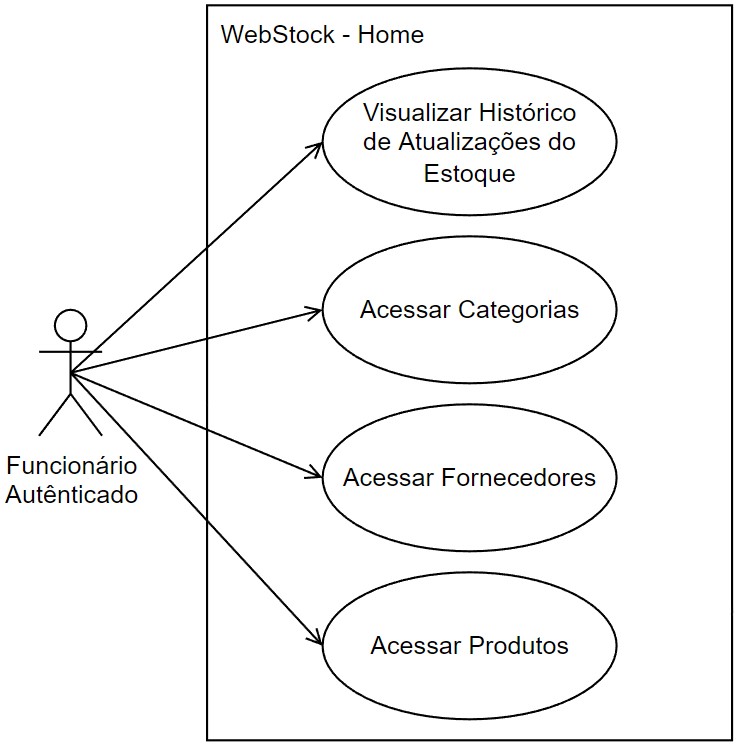 WebStock - Home
Visualizar Histórico
de Atualizações do
Estoque
Acessar Categorias
Funcionário
Autênticado
Acessar Fornecedores
Acessar Produtos